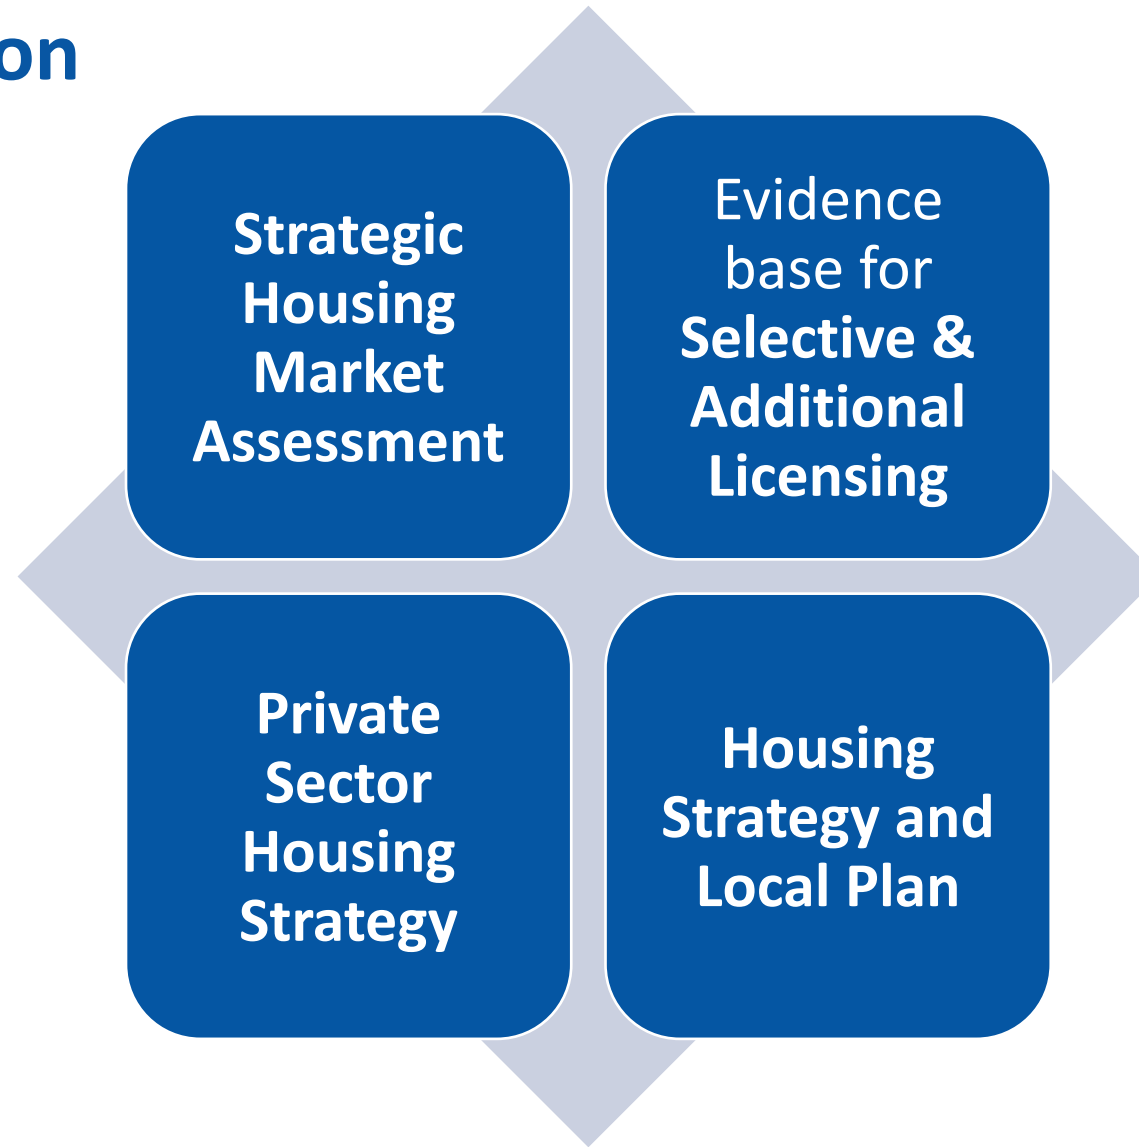 on
Strategic
Housing
Market
Assessment
Evidence
base for
Selective &
Additional
Licensing
Private
Sector
Housing
Strategy
Housing
Strategy and
Local Plan